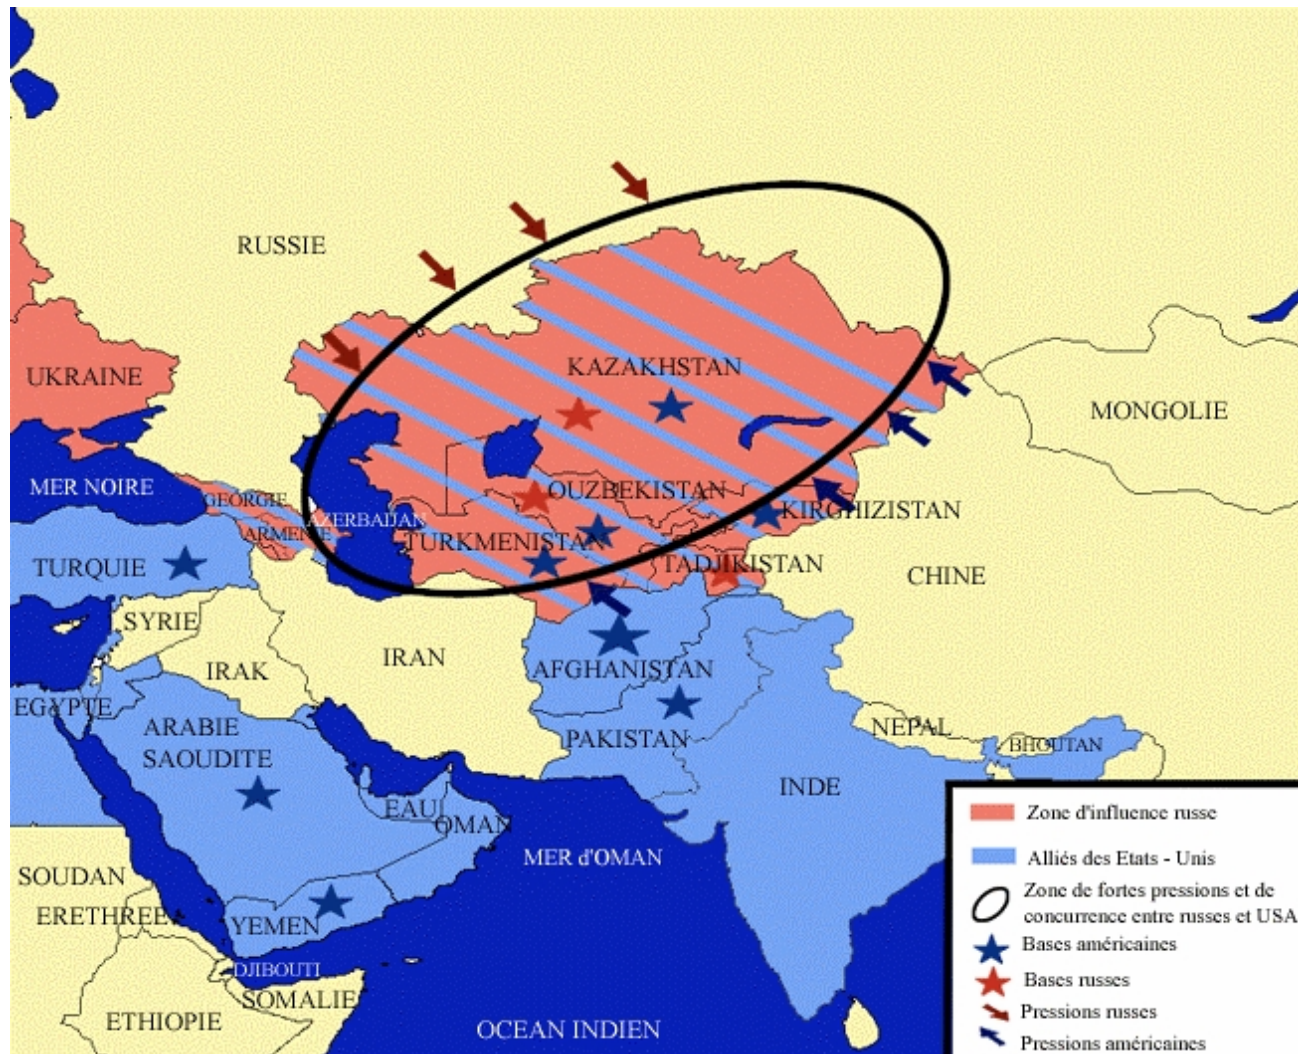 RUSSIE
UKRAINE
KAZAKHSTAN
MONGOLIE
MER NOIRE
GEORGIE
OUZBEKISTAN
ARMENIE
AZERBAIJAN
KIRGHIZISTAN
TURKMENISTAN
TURQUIE
TADJIKISTAN
CHINE
SYRIE
IRAK
IRAN
AFGHANISTAN
EGYPTE
ARABIE
SAOUDITE
PAKISTAN
NEPAL
BHOUTAN
INDE
EAU
OMAN
MER d'OMAN
SOUDAN
ERETHREE
YEMEN
DJIBOUTI
SOMALIE
ETHIOPIE
OCEAN INDIEN
Zone d'influence russe
Alliés des Etats - Unis
Zone de fortes pressions et de
concurrence entre russes et USA
Bases américaines
Bases russes
Pressions russes
Pressions américaines